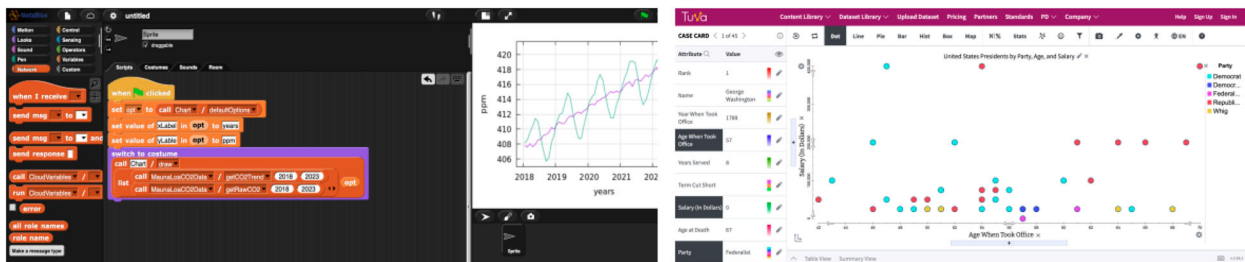 NetsBlox
untitled
Motion
Control
Looks
Sensing
Sound
Operators
Pen
Variables
Network
Custom
Sprite
draggable
Scripts Costumes Sounds Room
when I receive
send msg to
send msg to and
send response
call CloudVariables /
run CloudVariables /
error
all role names
role name
Make a message type
when clicked
set opt to call Chart / defaultOptions
set value of xLabel in opt to years
set value of yLable in opt to ppm
switch to costume
call Chart / draw
list call MaunaLoaCO2Data / getCO2Trend 2018 2023
call MaunaLoaCO2Data / getRawCO2 2018 2023
opt
ppm
420
418
416
414
412
410
408
406
2018 2019 2020 2021 202
years
Sprite
TUVa
Content Library Dataset Library Upload Dataset Pricing Partners Standards PD Company Help Sign Up Sign In
CASE CARD 1 of 45
Dot Line Pie Bar Hist Box Map N|% Stats EN
Attribute Value
Rank 1
Name George Washington
Year When Took Office 1789
Age When Took Office 57
Years Served 8
Term Cut Short
Salary (In Dollars) 0
Age at Death 67
Party Federalist
United States Presidents by Party, Age, and Salary
Salary (In Dollars)
Age When Took Office
Party
Democrat
Democr...
Federal...
Republi...
Whig
Table View Summary View